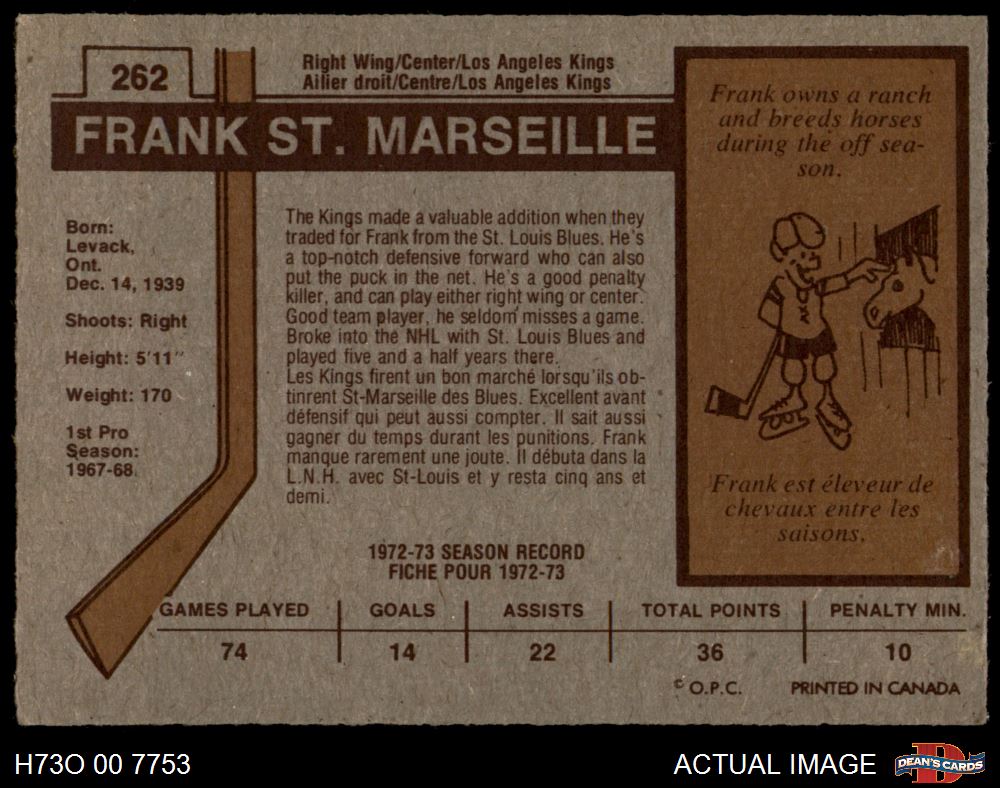 262
Right Wing/Center/Los Angeles Kings
Ailier droit/Centre/Los Angeles Kings
FRANK ST. MARSEILLE
Born:
Levack,
Ont.
Dec. 14, 1939
Shoots: Right
Height: 5'11"
Weight: 170
1st Pro
Season:
1967-68
The Kings made a valuable addition when they
traded for Frank from the St. Louis Blues. He's
a top-notch defensive forward who can also
put the puck in the net. He's a good penalty
killer, and can play either right wing or center.
Good team player, he seldom misses a game.
Broke into the NHL with St. Louis Blues and
played five and a half years there.
Les Kings firent un bon marché lorsqu'ils ob-
tinrent St-Marseille des Blues. Excellent avant
défensif qui peut aussi compter. Il sait aussi
gagner du temps durant les punitions. Frank
manque rarement une joute. Il débuta dans la
L.N.H. avec St-Louis et y resta cinq ans et
demi.
Frank owns a ranch
and breeds horses
during the off sea-
son.
Frank est éleveur de
chevaux entre les
saisons.
1972-73 SEASON RECORD
FICHE POUR 1972-73
GAMES PLAYED GOALS ASSISTS TOTAL POINTS PENALTY MIN.
74 14 22 36 10
© O.P.C. PRINTED IN CANADA
H73O 00 7753
ACTUAL IMAGE
D
DEAN'S CARDS